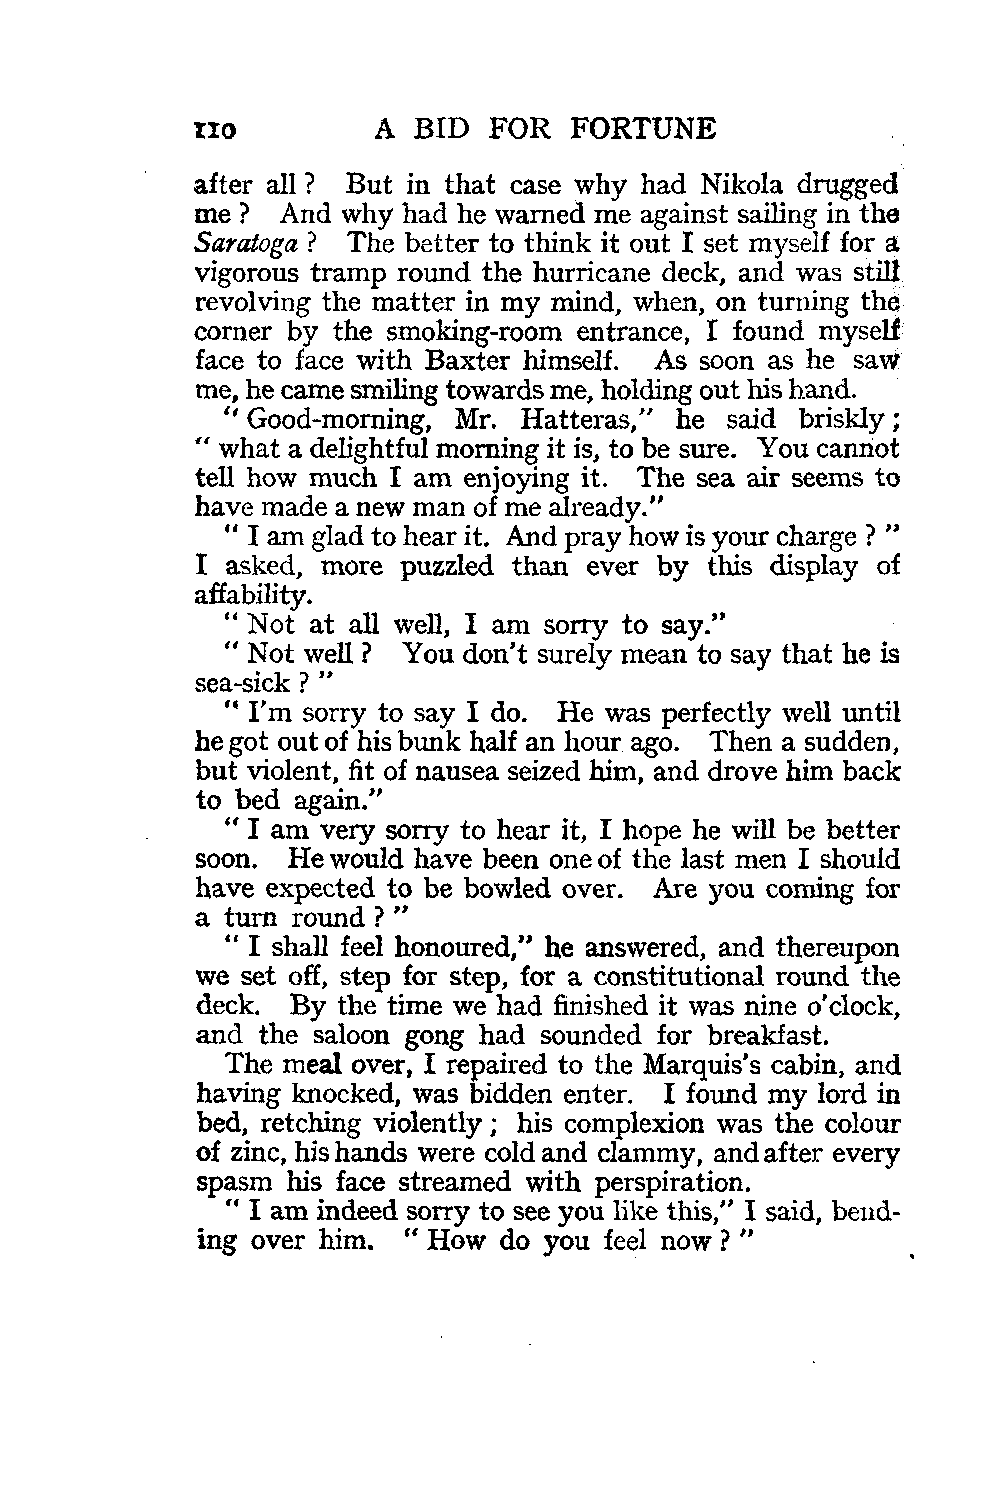 110 A BID FOR FORTUNE
after all ? But in that case why had Nikola drugged
me ? And why had he warned me against sailing in the
Saratoga ? The better to think it out I set myself for a
vigorous tramp round the hurricane deck, and was still
revolving the matter in my mind, when, on turning the
corner by the smoking-room entrance, I found myself
face to face with Baxter himself. As soon as he saw
me, he came smiling towards me, holding out his hand.
“ Good-morning, Mr. Hatteras,” he said briskly ;
“ what a delightful morning it is, to be sure. You cannot
tell how much I am enjoying it. The sea air seems to
have made a new man of me already.”
“ I am glad to hear it. And pray how is your charge ? ”
I asked, more puzzled than ever by this display of
affability.
“ Not at all well, I am sorry to say.”
“ Not well ? You don't surely mean to say that he is
sea-sick ? ”
“ I'm sorry to say I do. He was perfectly well until
he got out of his bunk half an hour ago. Then a sudden,
but violent, fit of nausea seized him, and drove him back
to bed again.”
“ I am very sorry to hear it, I hope he will be better
soon. He would have been one of the last men I should
have expected to be bowled over. Are you coming for
a turn round ? ”
“ I shall feel honoured,” he answered, and thereupon
we set off, step for step, for a constitutional round the
deck. By the time we had finished it was nine o'clock,
and the saloon gong had sounded for breakfast.
The meal over, I repaired to the Marquis's cabin, and
having knocked, was bidden enter. I found my lord in
bed, retching violently ; his complexion was the colour
of zinc, his hands were cold and clammy, and after every
spasm his face streamed with perspiration.
“ I am indeed sorry to see you like this,” I said, bend-
ing over him. “ How do you feel now ? ”